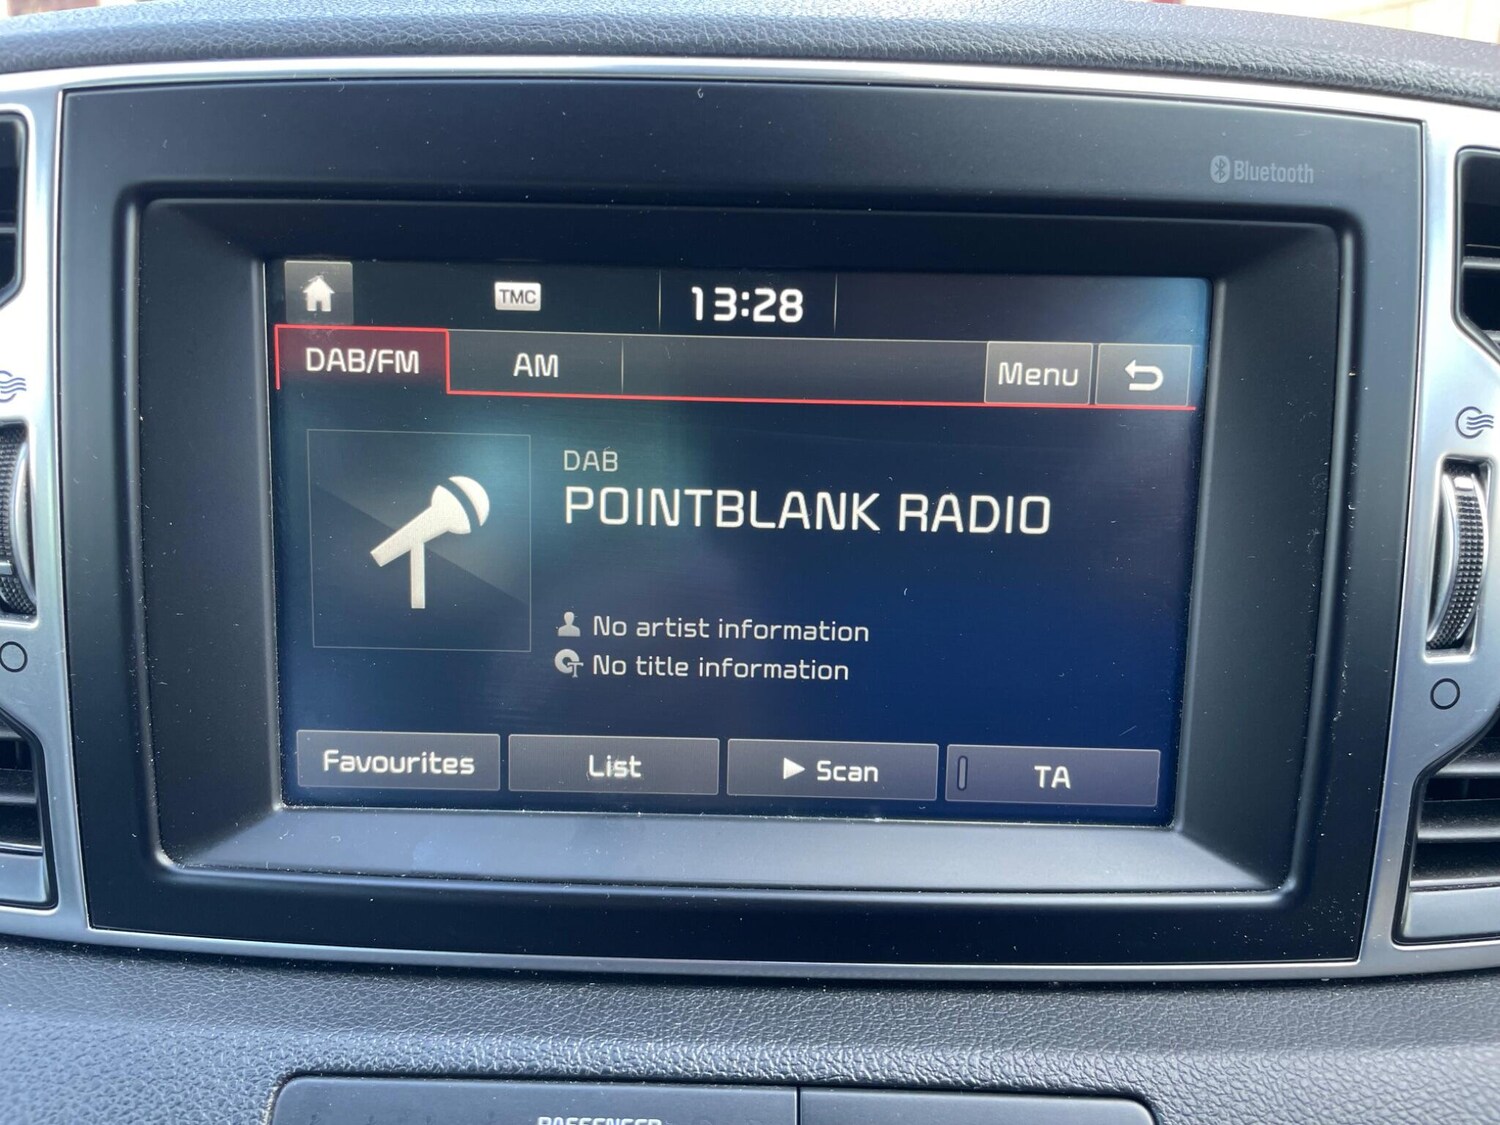 Bluetooth
TMC
13:28
DAB/FM
AM
Menu
DAB
POINTBLANK RADIO
No artist information
No title information
Favourites
List
Scan
TA
PASSENGER